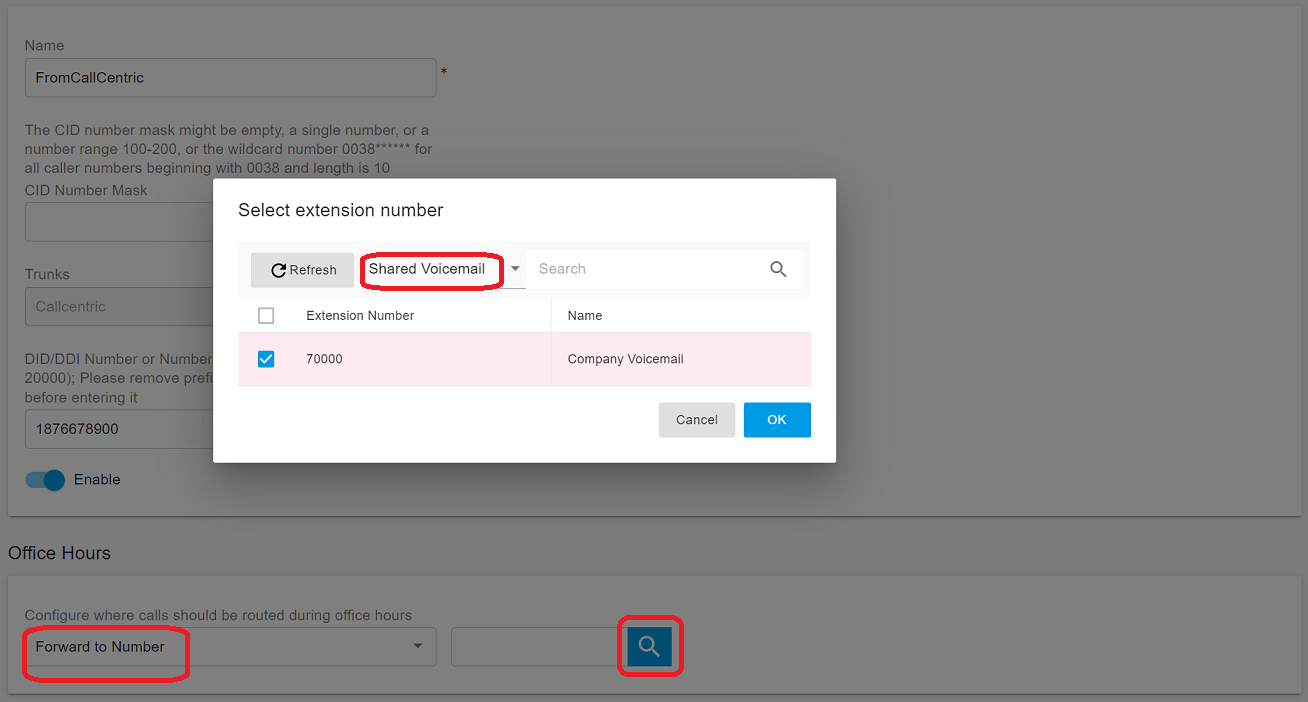 Name
FromCallCentric
*
The CID number mask might be empty, a single number, or a
number range 100-200, or the wildcard number 0038****** for
all caller numbers beginning with 0038 and length is 10
CID Number Mask
Select extension number
Refresh
Shared Voicemail
Search
Extension Number
Name
70000
Company Voicemail
Cancel
OK
Trunks
Callcentric
DID/DDI Number or Number
20000); Please remove prefi
before entering it
1876678900
Enable
Office Hours
Configure where calls should be routed during office hours
Forward to Number